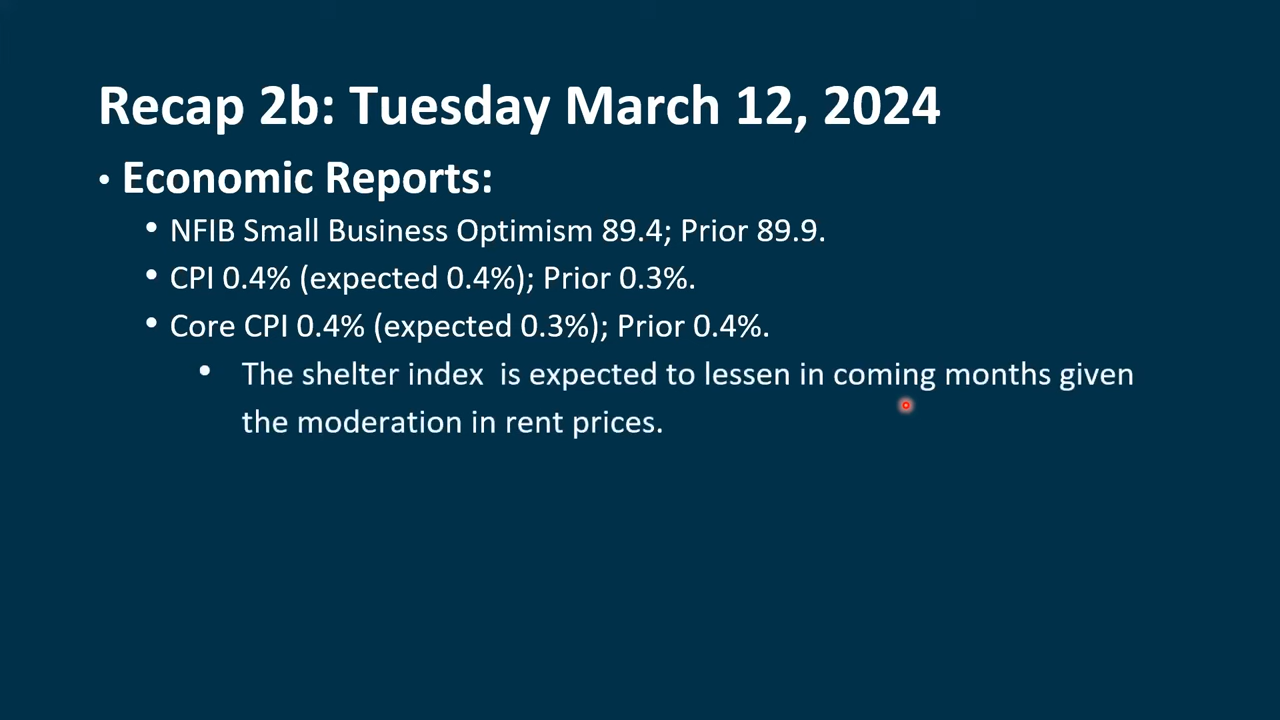 Recap 2b: Tuesday March 12, 2024
• Economic Reports:
• NFIB Small Business Optimism 89.4; Prior 89.9.
• CPI 0.4% (expected 0.4%); Prior 0.3%.
• Core CPI 0.4% (expected 0.3%); Prior 0.4%.
• The shelter index  is expected to lessen in coming months given
the moderation in rent prices.